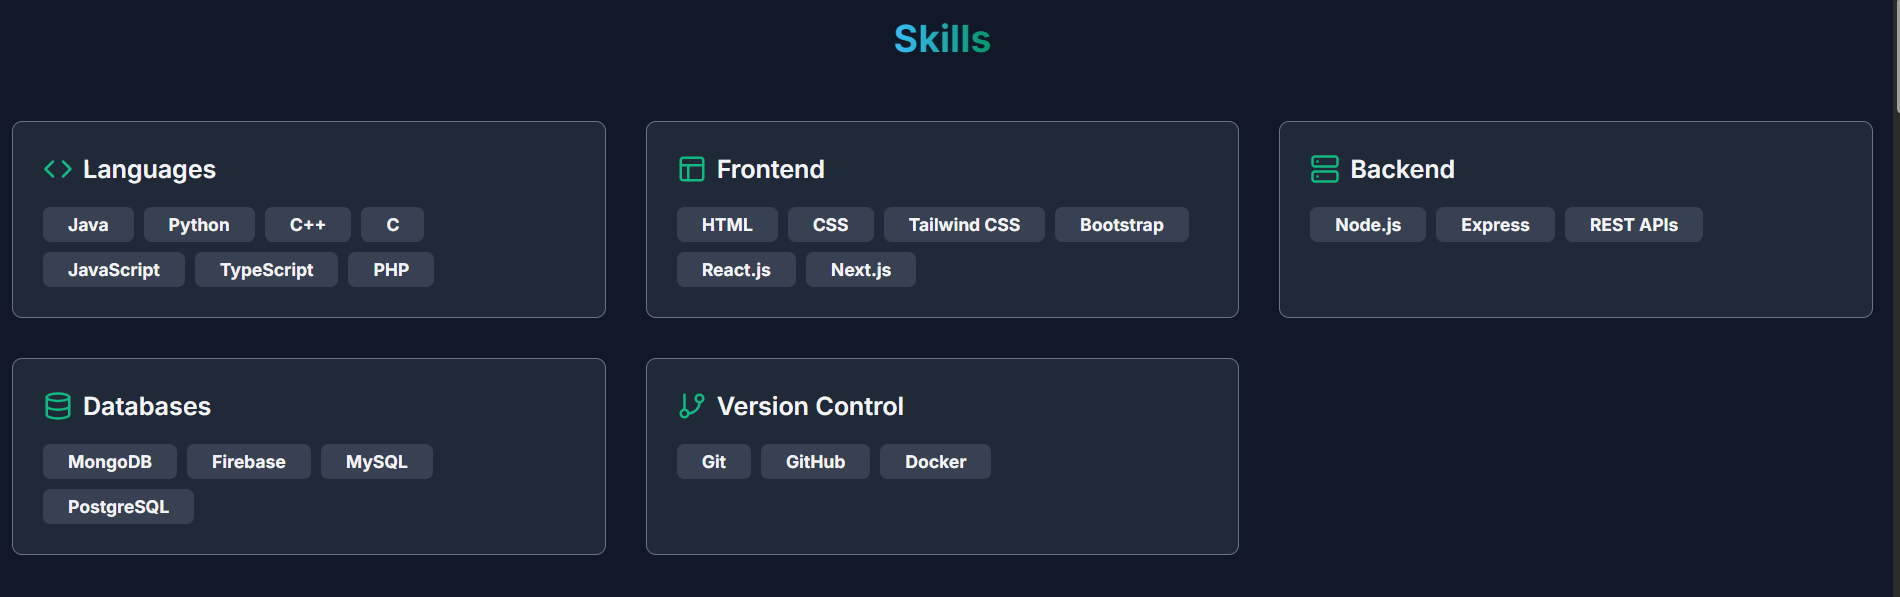 Skills
Languages
Java Python C++ C
JavaScript TypeScript PHP
Frontend
HTML CSS Tailwind CSS Bootstrap
React.js Next.js
Backend
Node.js Express REST APIs
Databases
MongoDB Firebase MySQL
PostgreSQL
Version Control
Git GitHub Docker